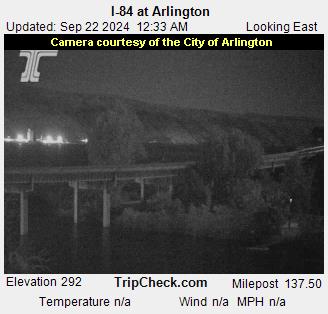 I-84 at Arlington
Updated: Sep 22 2024 12:33 AM Looking East
Camera courtesy of the City of Arlington
Elevation 292 TripCheck.com Milepost 137.50
Temperature n/a Wind n/a MPH n/a